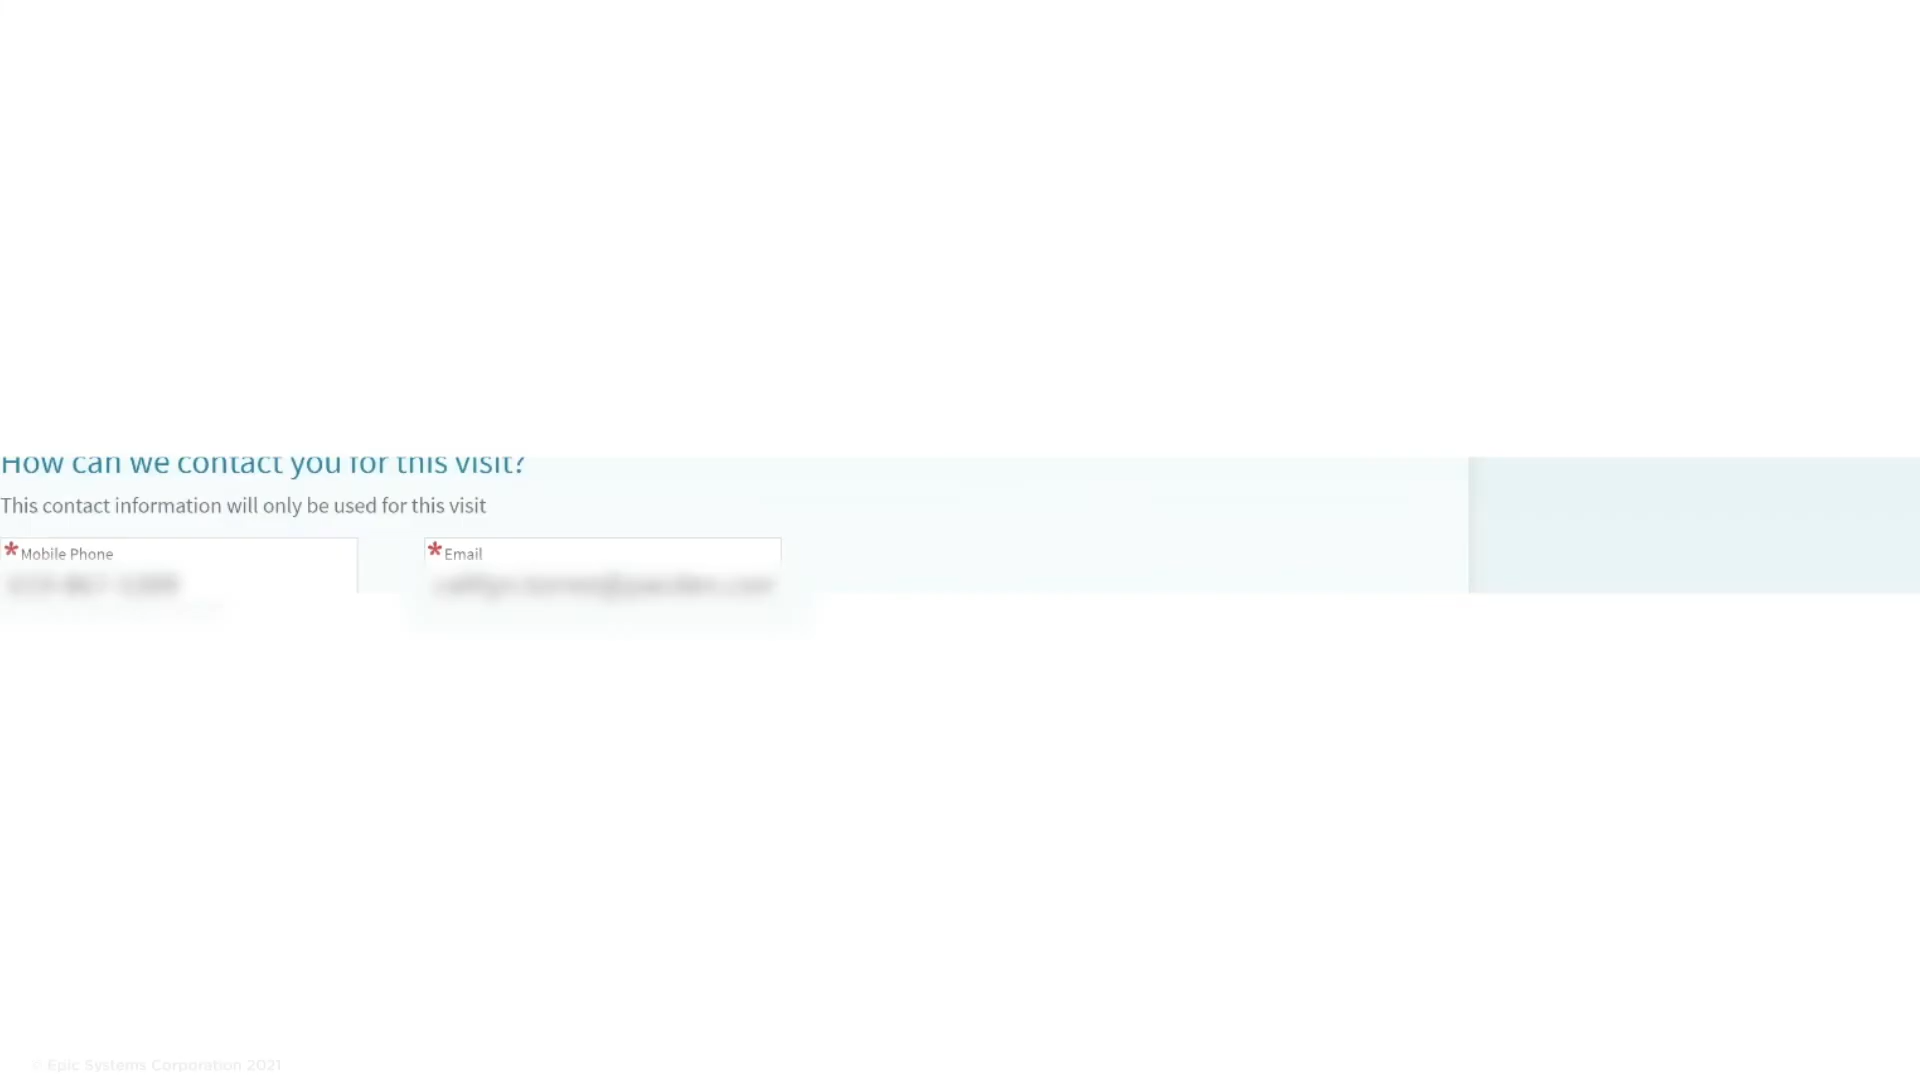 How can we contact you for this visit?
This contact information will only be used for this visit
* Mobile Phone
* Email
© Epic Systems Corporation 2021